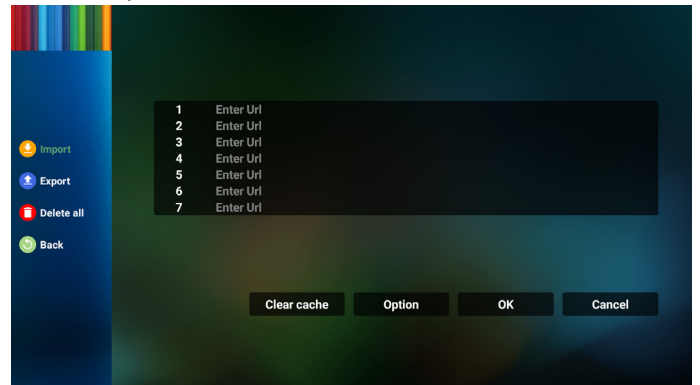 Import
Export
Delete all
Back
1 Enter Url
2 Enter Url
3 Enter Url
4 Enter Url
5 Enter Url
6 Enter Url
7 Enter Url
Clear cache Option OK Cancel